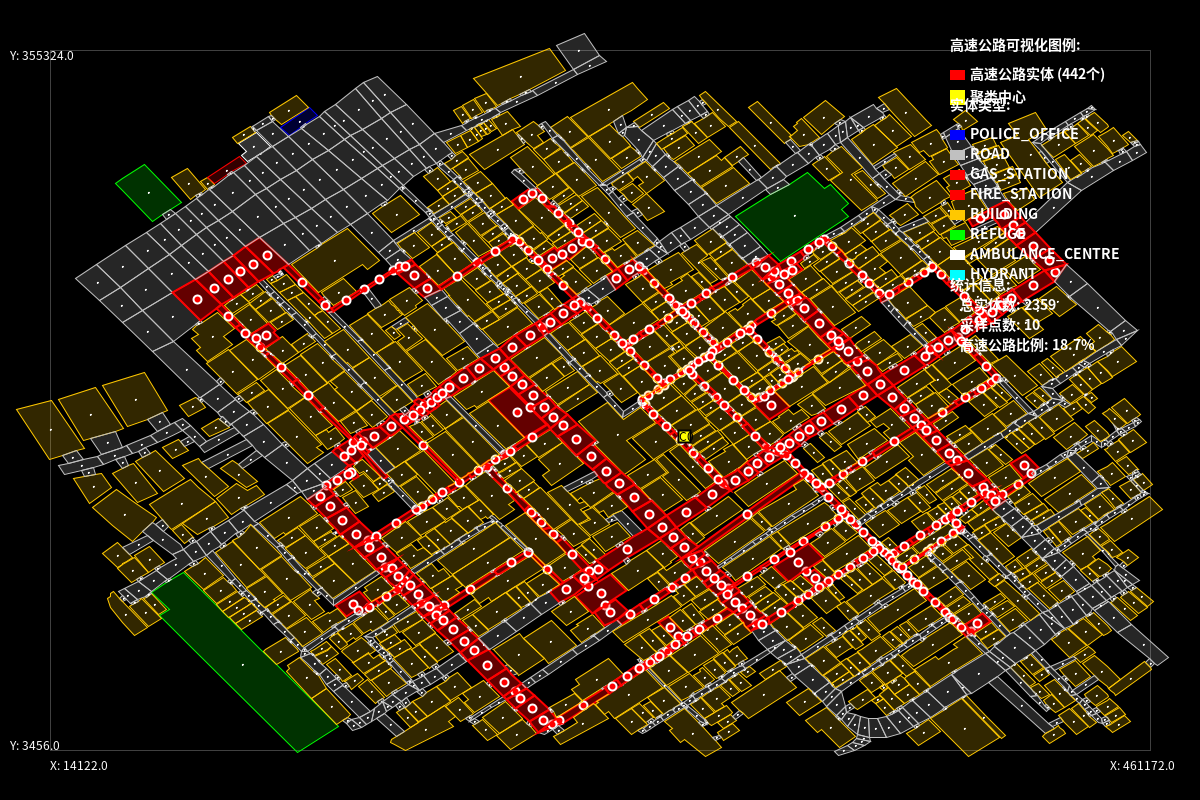 高速公路可视化图例:
Y: 355324.0
高速公路实体 (442个)
聚类中心
实体类型:
POLICE_OFFICE
ROAD
GAS_STATION
FIRE_STATION
BUILDING
REFUGE
AMBULANCE_CENTRE
HYDRANT
统计信息:
总实体数: 2359
采样点数: 10
高速公路比例: 18.7%
Y: 3456.0
X: 14122.0
X: 461172.0